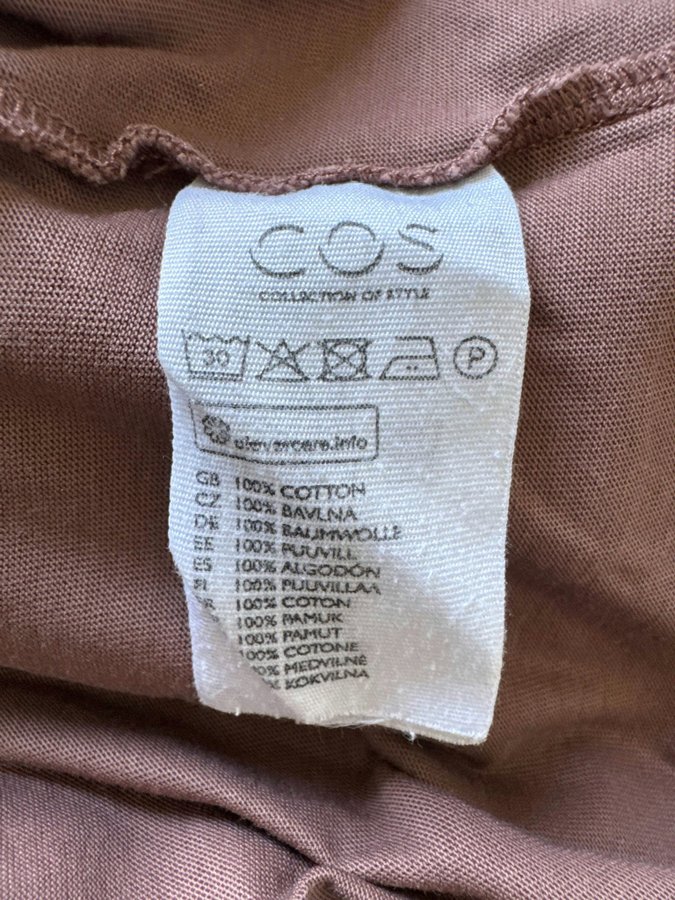 COS
COLLECTION OF STYLE
30 P
clevercare.info
GB 100% COTTON
CZ 100% BAVLNA
DE 100% BAUMWOLLE
EE 100% PUUVILL
ES 100% ALGODÓN
FI 100% PUUVILLAA
100% COTON
100% PAMUK
100% PAMUT
100% COTONE
MEDVILNĖ
KOKVILNA